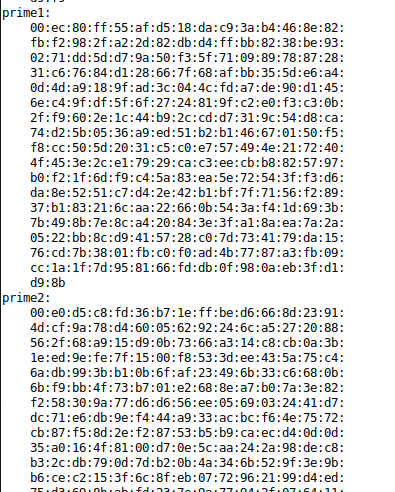 prime1:
00:ec:80:ff:55:af:d5:18:da:c9:3a:b4:46:8e:82:
fb:f2:98:2f:a2:2d:82:db:d4:ff:bb:82:38:be:93:
02:71:dd:5d:d7:9a:50:f3:5f:71:09:89:78:87:28:
31:c6:76:84:d1:28:66:7f:68:af:bb:35:5d:e6:a4:
0d:4d:a9:18:9f:ad:3c:04:4c:fd:a7:de:90:d1:45:
6e:c4:9f:df:5f:6f:27:24:81:9f:c2:e0:f3:c3:0b:
2f:f9:60:2e:1c:44:b9:2c:cd:d7:31:9c:54:d8:ca:
74:d2:5b:05:36:a9:ed:51:b2:b1:46:67:01:50:f5:
f8:cc:50:5d:20:31:c5:c0:e7:57:49:4e:21:72:40:
4f:45:3e:2c:e1:79:29:ca:c3:ee:cb:b8:82:57:97:
b0:f2:1f:6d:f9:c4:5a:83:ea:5e:72:54:3f:f3:d6:
da:8e:52:51:c7:d4:2e:42:b1:bf:7f:71:56:f2:89:
37:b1:83:21:6c:aa:22:66:0b:54:3a:f4:1d:69:3b:
7b:49:8b:7e:8c:a4:20:84:3e:3f:a1:8a:ea:7a:2a:
05:22:bb:8c:d9:41:57:28:c0:7d:73:41:79:da:15:
76:cd:7b:38:01:fb:c0:f0:ad:4b:77:87:a3:fb:09:
cc:1a:1f:7d:95:81:66:fd:db:0f:98:0a:eb:3f:d1:
d9:8b
prime2:
00:e0:d5:c8:fd:36:b7:1e:ff:be:d6:66:8d:23:91:
4d:cf:9a:78:d4:60:05:62:92:24:6c:a5:27:20:88:
56:2f:68:a9:15:d9:0b:73:66:a3:14:c8:cb:0a:3b:
1e:ed:9e:fe:7f:15:00:f8:53:3d:ee:43:5a:75:c4:
6a:db:99:3b:b1:0b:6f:af:23:49:6b:33:c6:68:0b:
6b:f9:bb:4f:73:b7:01:e2:68:8e:a7:b0:7a:3e:82:
f2:58:30:9a:77:d6:d6:56:ee:05:69:03:24:41:d7:
dc:71:e6:db:9e:f4:44:a9:33:ac:bc:f6:4e:75:72:
cb:87:f5:8d:2e:f2:87:53:b5:b9:ca:ec:d4:0d:0d:
35:a0:16:4f:81:00:d7:0e:5c:aa:24:2a:98:de:c8:
b3:2c:db:79:0d:7d:b2:0b:4a:34:6b:52:9f:3e:9b:
b6:ce:c2:15:3f:6c:8f:eb:07:72:96:21:99:d4:ed: